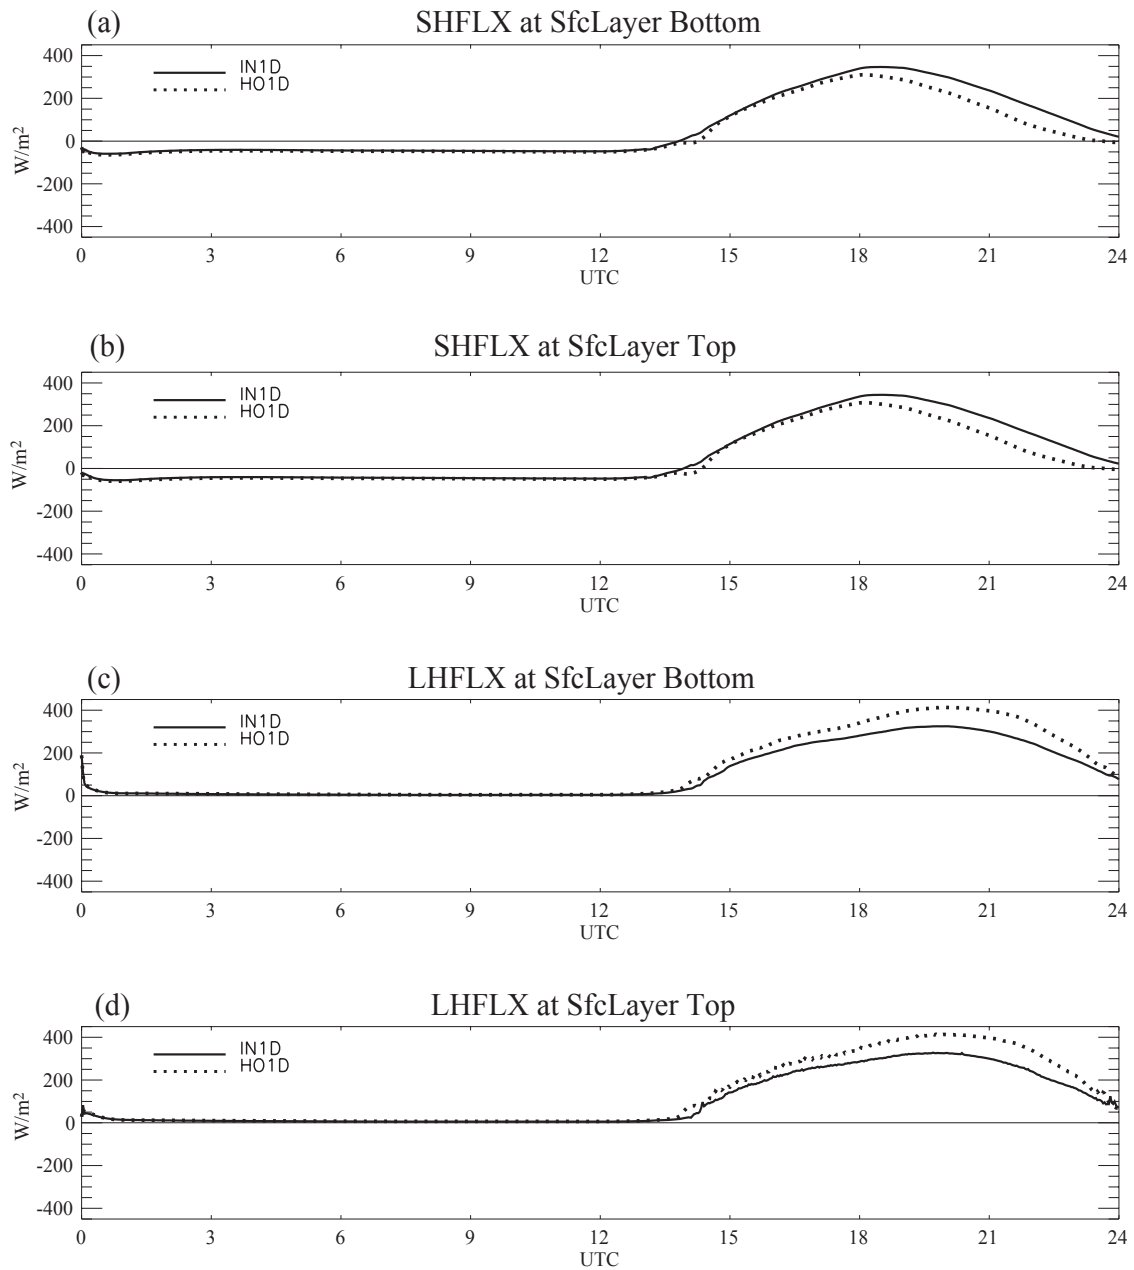 (a)
SHFLX at SfcLayer Bottom
IN1D
HO1D
W/m²
400
200
0
-200
-400
0 3 6 9 12 15 18 21 24
UTC
(b)
SHFLX at SfcLayer Top
IN1D
HO1D
W/m²
400
200
0
-200
-400
0 3 6 9 12 15 18 21 24
UTC
(c)
LHFLX at SfcLayer Bottom
IN1D
HO1D
W/m²
400
200
0
-200
-400
0 3 6 9 12 15 18 21 24
UTC
(d)
LHFLX at SfcLayer Top
IN1D
HO1D
W/m²
400
200
0
-200
-400
0 3 6 9 12 15 18 21 24
UTC